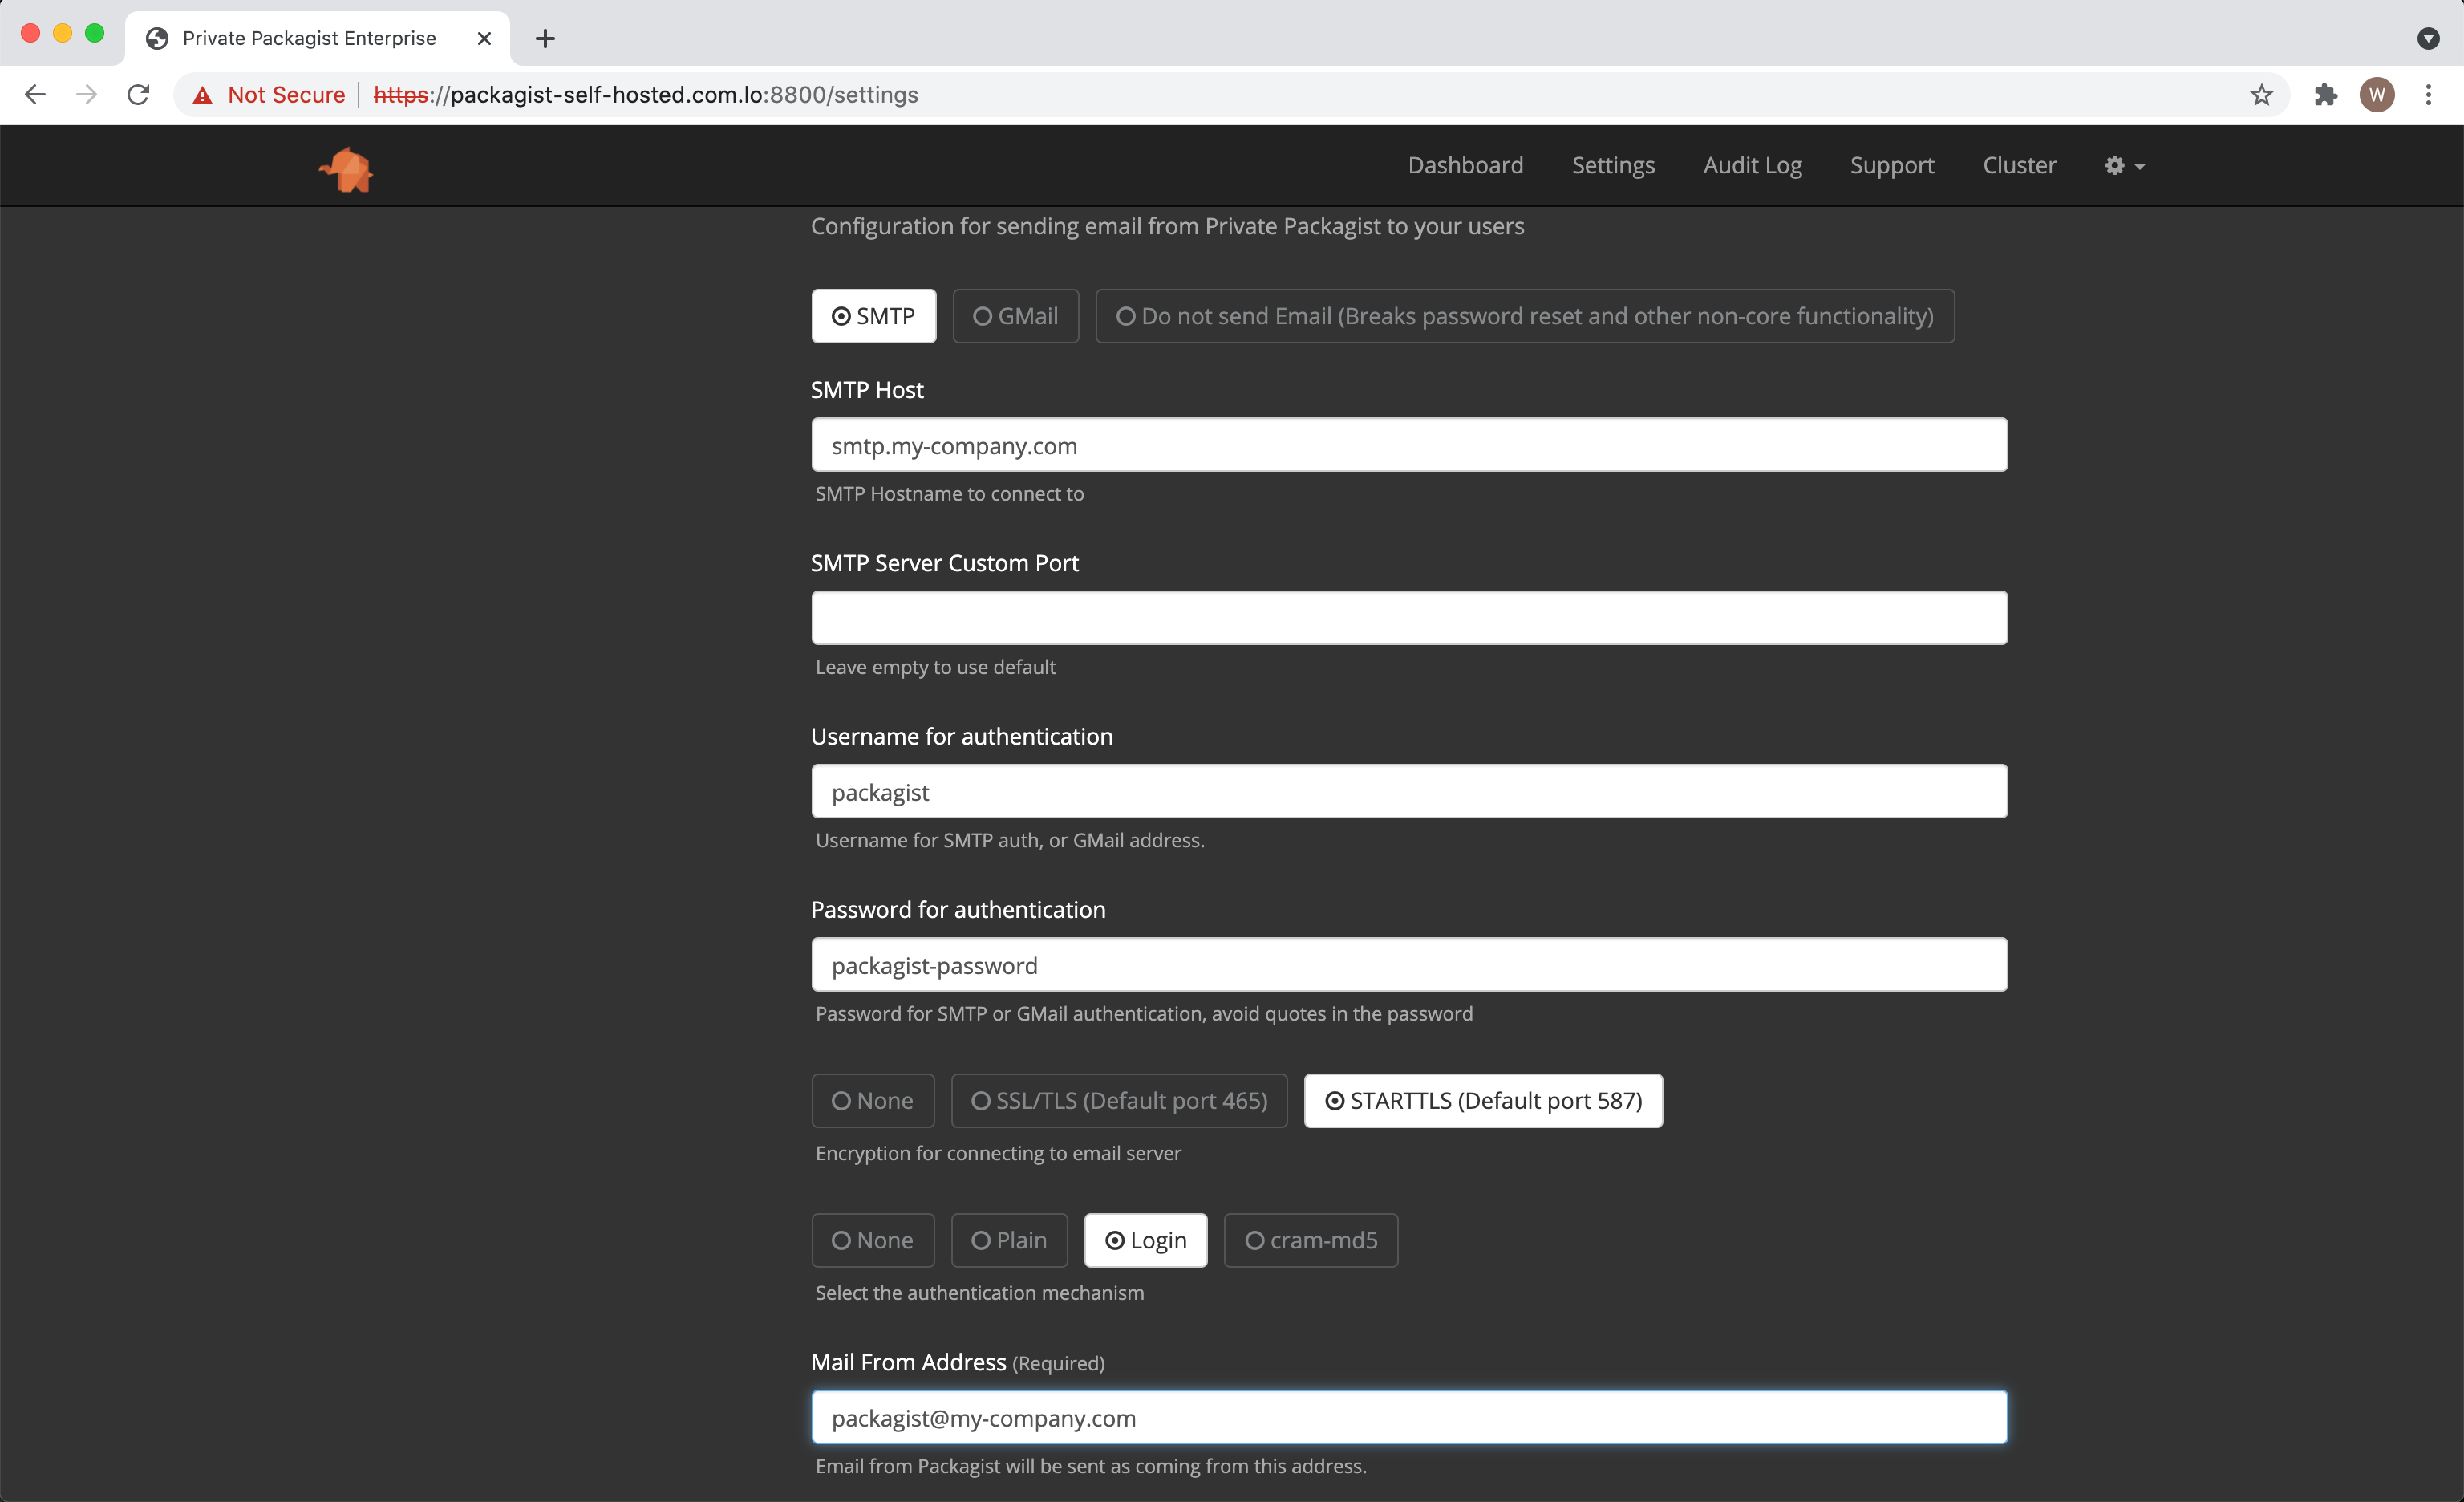 Private Packagist Enterprise
Not Secure https://packagist-self-hosted.com.lo:8800/settings
W
Dashboard Settings Audit Log Support Cluster
Configuration for sending email from Private Packagist to your users
SMTP GMail Do not send Email (Breaks password reset and other non-core functionality)
SMTP Host
smtp.my-company.com
SMTP Hostname to connect to
SMTP Server Custom Port
Leave empty to use default
Username for authentication
packagist
Username for SMTP auth, or GMail address.
Password for authentication
packagist-password
Password for SMTP or GMail authentication, avoid quotes in the password
None SSL/TLS (Default port 465) STARTTLS (Default port 587)
Encryption for connecting to email server
None Plain Login cram-md5
Select the authentication mechanism
Mail From Address (Required)
packagist@my-company.com
Email from Packagist will be sent as coming from this address.